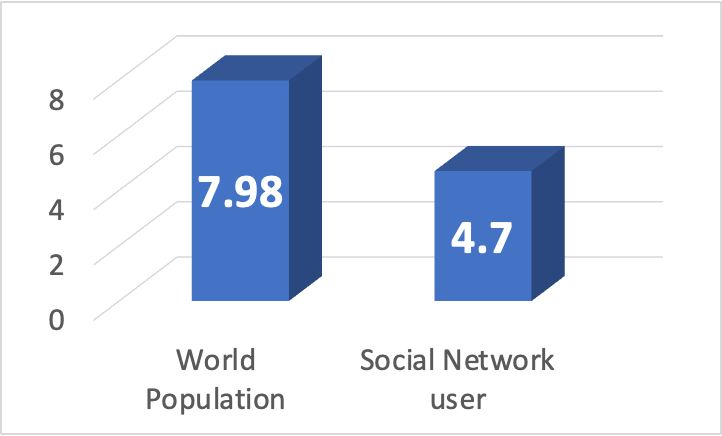 8
6
4
2
0
7.98
4.7
World
Population
Social Network
user